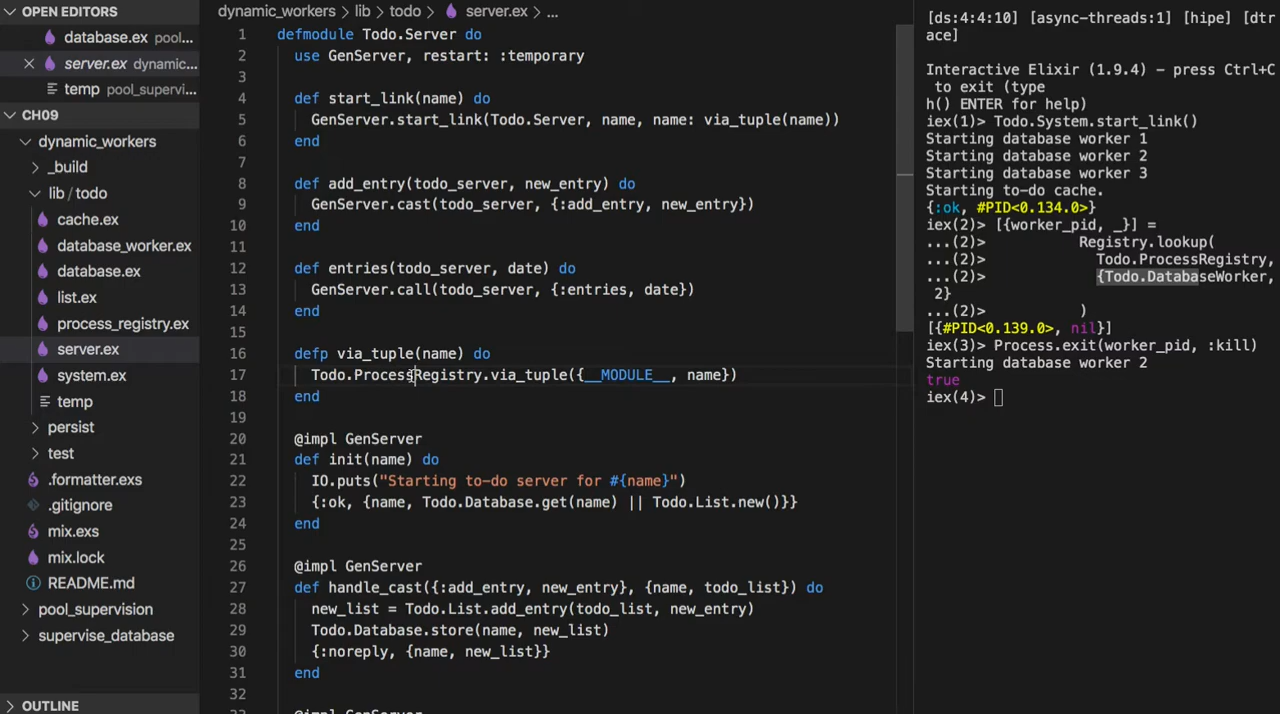 OPEN EDITORS
database.ex pool...
server.ex dynamic...
temp pool_supervi...
CH09
dynamic_workers
_build
lib / todo
cache.ex
database_worker.ex
database.ex
list.ex
process_registry.ex
server.ex
system.ex
temp
persist
test
.formatter.exs
.gitignore
mix.exs
mix.lock
README.md
pool_supervision
supervise_database
OUTLINE
dynamic_workers > lib > todo > server.ex > ...
1 defmodule Todo.Server do
2 use GenServer, restart: :temporary
3
4 def start_link(name) do
5 GenServer.start_link(Todo.Server, name, name: via_tuple(name))
6 end
7
8 def add_entry(todo_server, new_entry) do
9 GenServer.cast(todo_server, {:add_entry, new_entry})
10 end
11
12 def entries(todo_server, date) do
13 GenServer.call(todo_server, {:entries, date})
14 end
15
16 defp via_tuple(name) do
17 Todo.ProcessRegistry.via_tuple({__MODULE__, name})
18 end
19
20 @impl GenServer
21 def init(name) do
22 IO.puts("Starting to-do server for #{name}")
23 {:ok, {name, Todo.Database.get(name) || Todo.List.new()}}
24 end
25
26 @impl GenServer
27 def handle_cast({:add_entry, new_entry}, {name, todo_list}) do
28 new_list = Todo.List.add_entry(todo_list, new_entry)
29 Todo.Database.store(name, new_list)
30 {:noreply, {name, new_list}}
31 end
32
33 @impl GenServer
[ds:4:4:10] [async-threads:1] [hipe] [dtr
ace]
Interactive Elixir (1.9.4) - press Ctrl+C
to exit (type
h() ENTER for help)
iex(1)> Todo.System.start_link()
Starting database worker 1
Starting database worker 2
Starting database worker 3
Starting to-do cache.
{:ok, #PID<0.134.0>}
iex(2)> [{worker_pid, _}] =
...(2)> Registry.lookup(
...(2)> Todo.ProcessRegistry,
...(2)> {Todo.DatabaseWorker,
2}
...(2)> )
[{#PID<0.139.0>, nil}]
iex(3)> Process.exit(worker_pid, :kill)
Starting database worker 2
true
iex(4)>